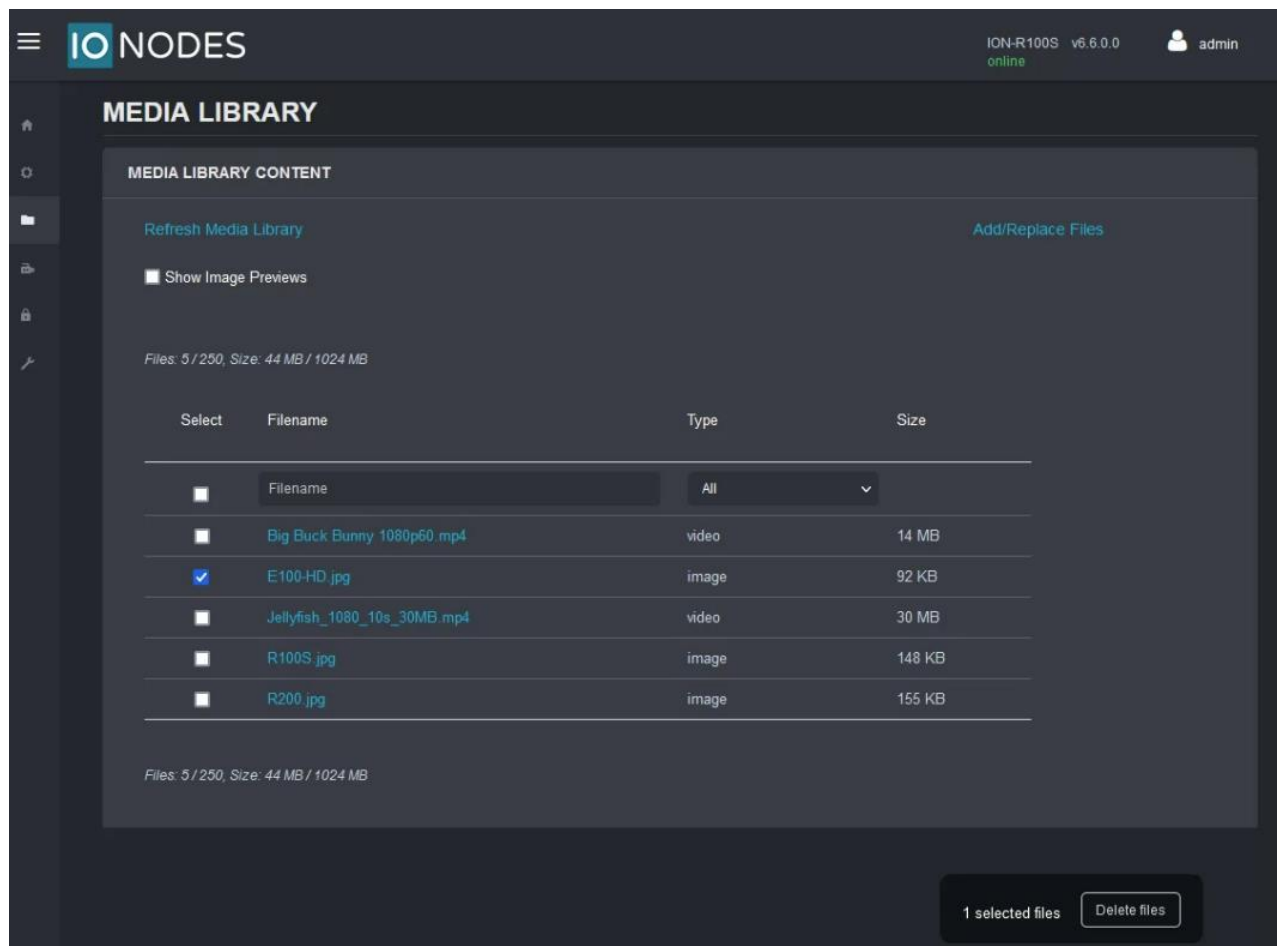 IO NODES
ION-R100S v6.6.0.0
online
admin
MEDIA LIBRARY
MEDIA LIBRARY CONTENT
Refresh Media Library
Add/Replace Files
Show Image Previews
Files: 5 / 250, Size: 44 MB / 1024 MB
Select Filename Type Size
Filename All
Big Buck Bunny 1080p60.mp4 video 14 MB
E100-HD.jpg image 92 KB
Jellyfish_1080_10s_30MB.mp4 video 30 MB
R100S.jpg image 148 KB
R200.jpg image 155 KB
Files: 5 / 250, Size: 44 MB / 1024 MB
1 selected files Delete files